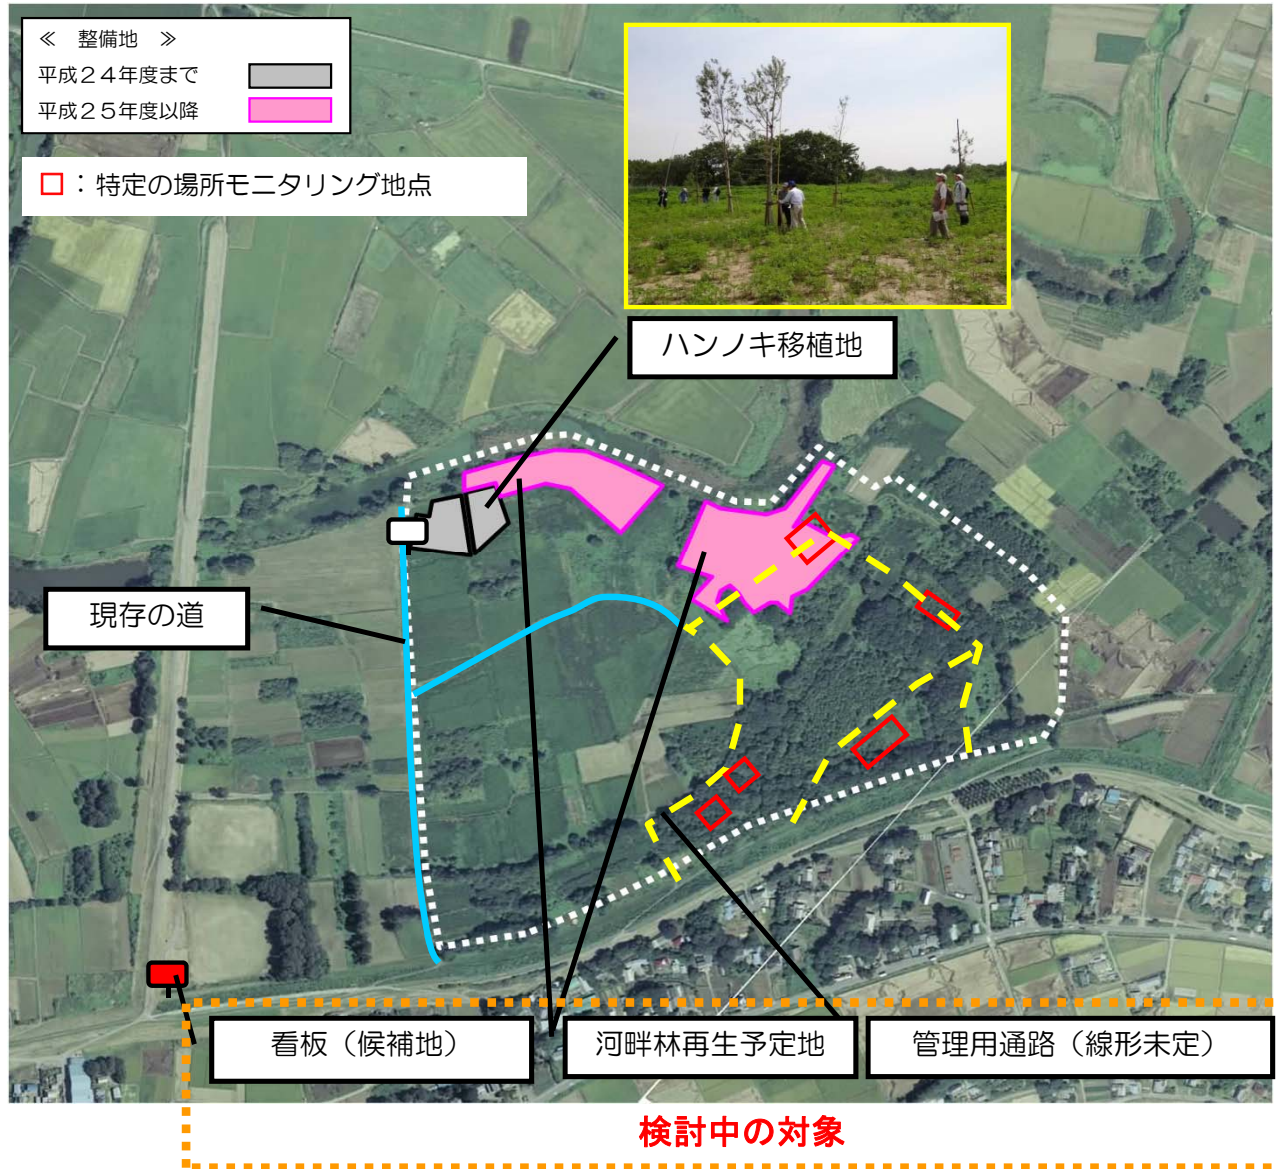 ≪　整備地　≫
平成２４年度まで
平成２５年度以降
□：特定の場所モニタリング地点
ハンノキ移植地
現存の道
看板（候補地）
河畔林再生予定地
管理用通路（線形未定）
検討中の対象